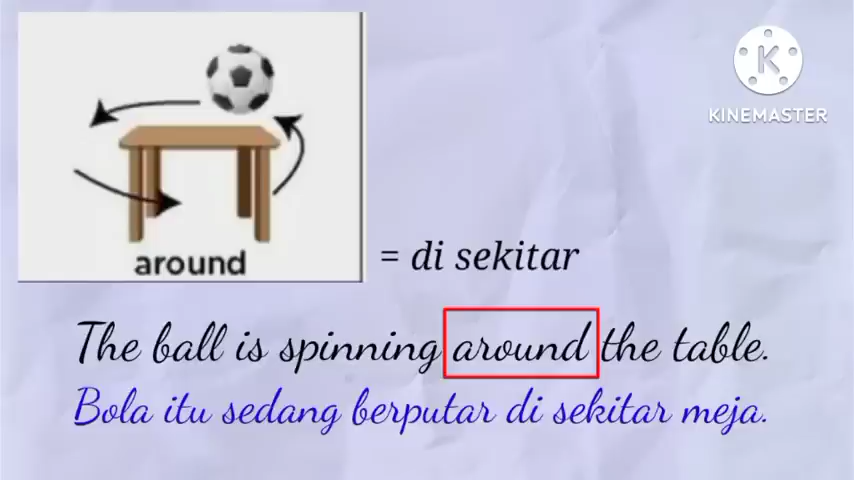 KINEMASTER
around
= di sekitar
The ball is spinning around the table.
Bola itu sedang berputar di sekitar meja.